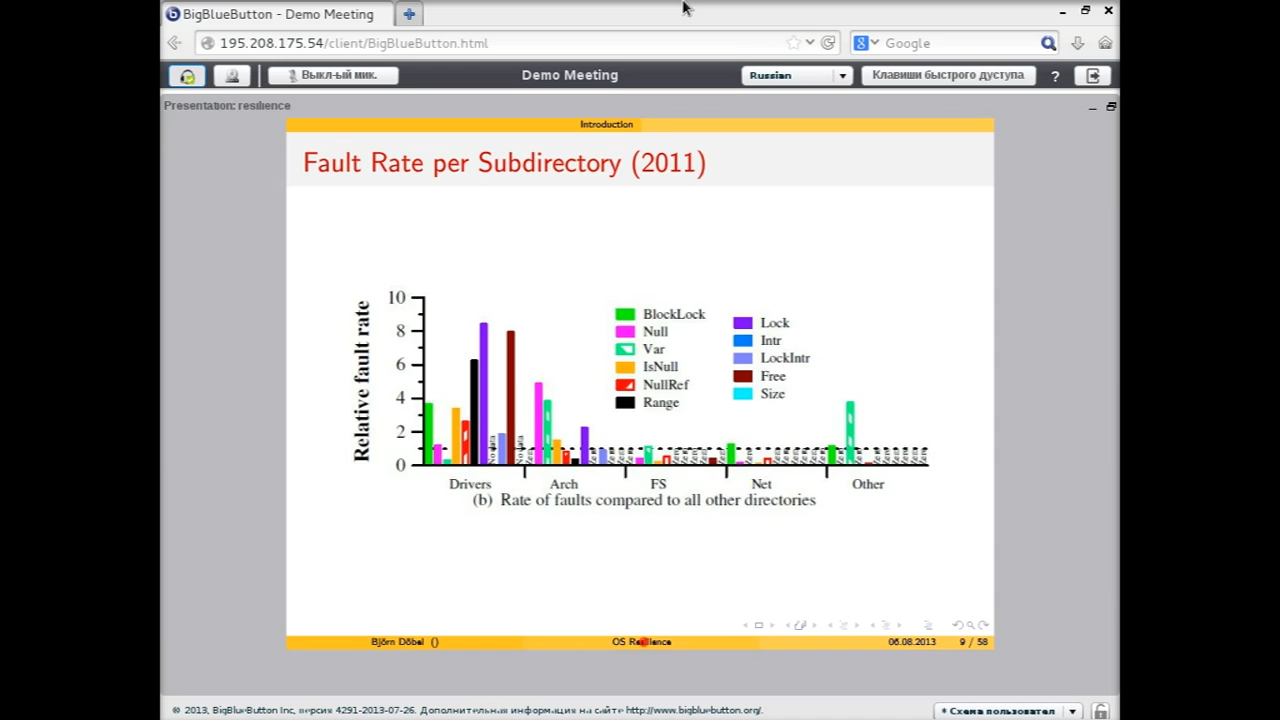 BigBlueButton - Demo Meeting
195.208.175.54/client/BigBlueButton.html
Google
Выкл-ый мик.
Demo Meeting
Russian
Клавиши быстрого доступа
?
Presentation: resilience
Introduction
Fault Rate per Subdirectory (2011)
Relative fault rate
10
8
6
4
2
0
BlockLock
Null
Var
IsNull
NullRef
Range
Lock
Intr
LockIntr
Free
Size
Drivers
Arch
FS
Net
Other
(b) Rate of faults compared to all other directories
Björn Döbel ()
OS Resilience
06.08.2013
9 / 58
© 2013, BigBlueButton Inc, версия 4291-2013-07-26. Дополнительная информация на сайте http://www.bigbluebutton.org/.
* Схема пользовател